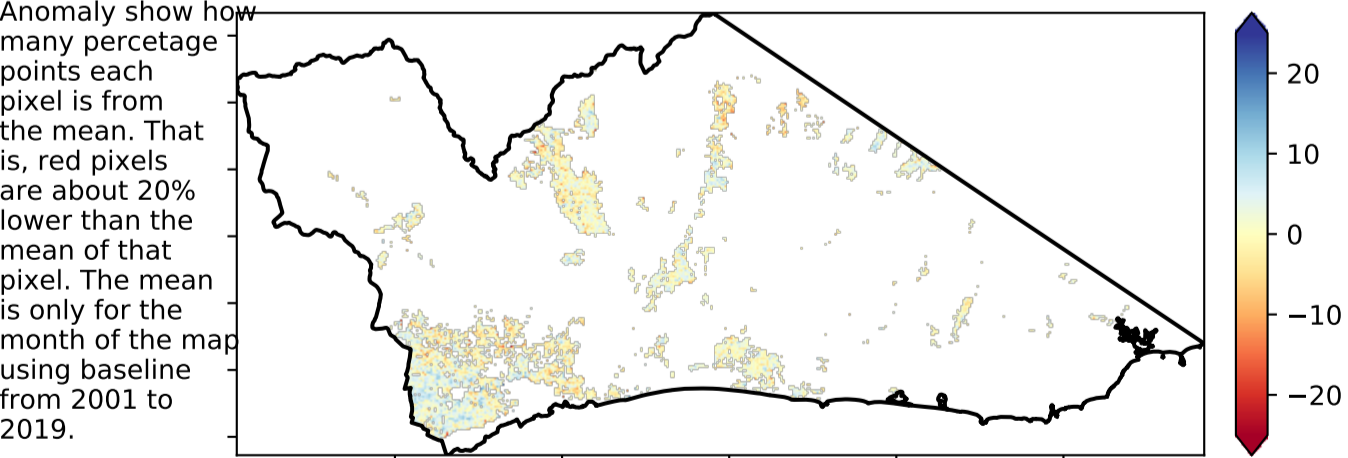 Anomaly show how
many percetage
points each
pixel is from
the mean. That
is, red pixels
are about 20%
lower than the
mean of that
pixel. The mean
is only for the
month of the map
using baseline
from 2001 to
2019.
20
10
0
−10
−20